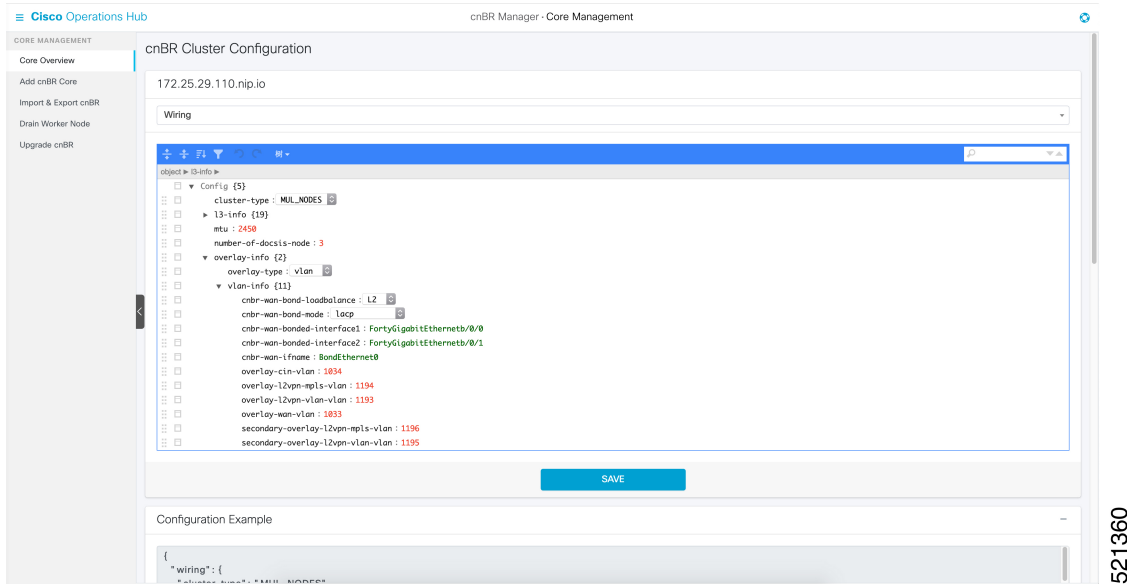 Cisco Operations Hub
cnBR Manager · Core Management
CORE MANAGEMENT
Core Overview
Add cnBR Core
Import & Export cnBR
Drain Worker Node
Upgrade cnBR
cnBR Cluster Configuration
172.25.29.110.nip.io
Wiring
树
object ► l3-info ►
Config {5}
cluster-type : MUL_NODES
l3-info {19}
mtu : 2450
number-of-docsis-node : 3
overlay-info {2}
overlay-type : vlan
vlan-info {11}
cnbr-wan-bond-loadbalance : L2
cnbr-wan-bond-mode : lacp
cnbr-wan-bonded-interface1 : FortyGigabitEthernetb/0/0
cnbr-wan-bonded-interface2 : FortyGigabitEthernetb/0/1
cnbr-wan-ifname : BondEthernet0
overlay-cin-vlan : 1034
overlay-l2vpn-mpls-vlan : 1194
overlay-l2vpn-vlan-vlan : 1193
overlay-wan-vlan : 1033
secondary-overlay-l2vpn-mpls-vlan : 1196
secondary-overlay-l2vpn-vlan-vlan : 1195
SAVE
Configuration Example
{
"wiring": {
"cluster_type": "MUL_NODES"
521360